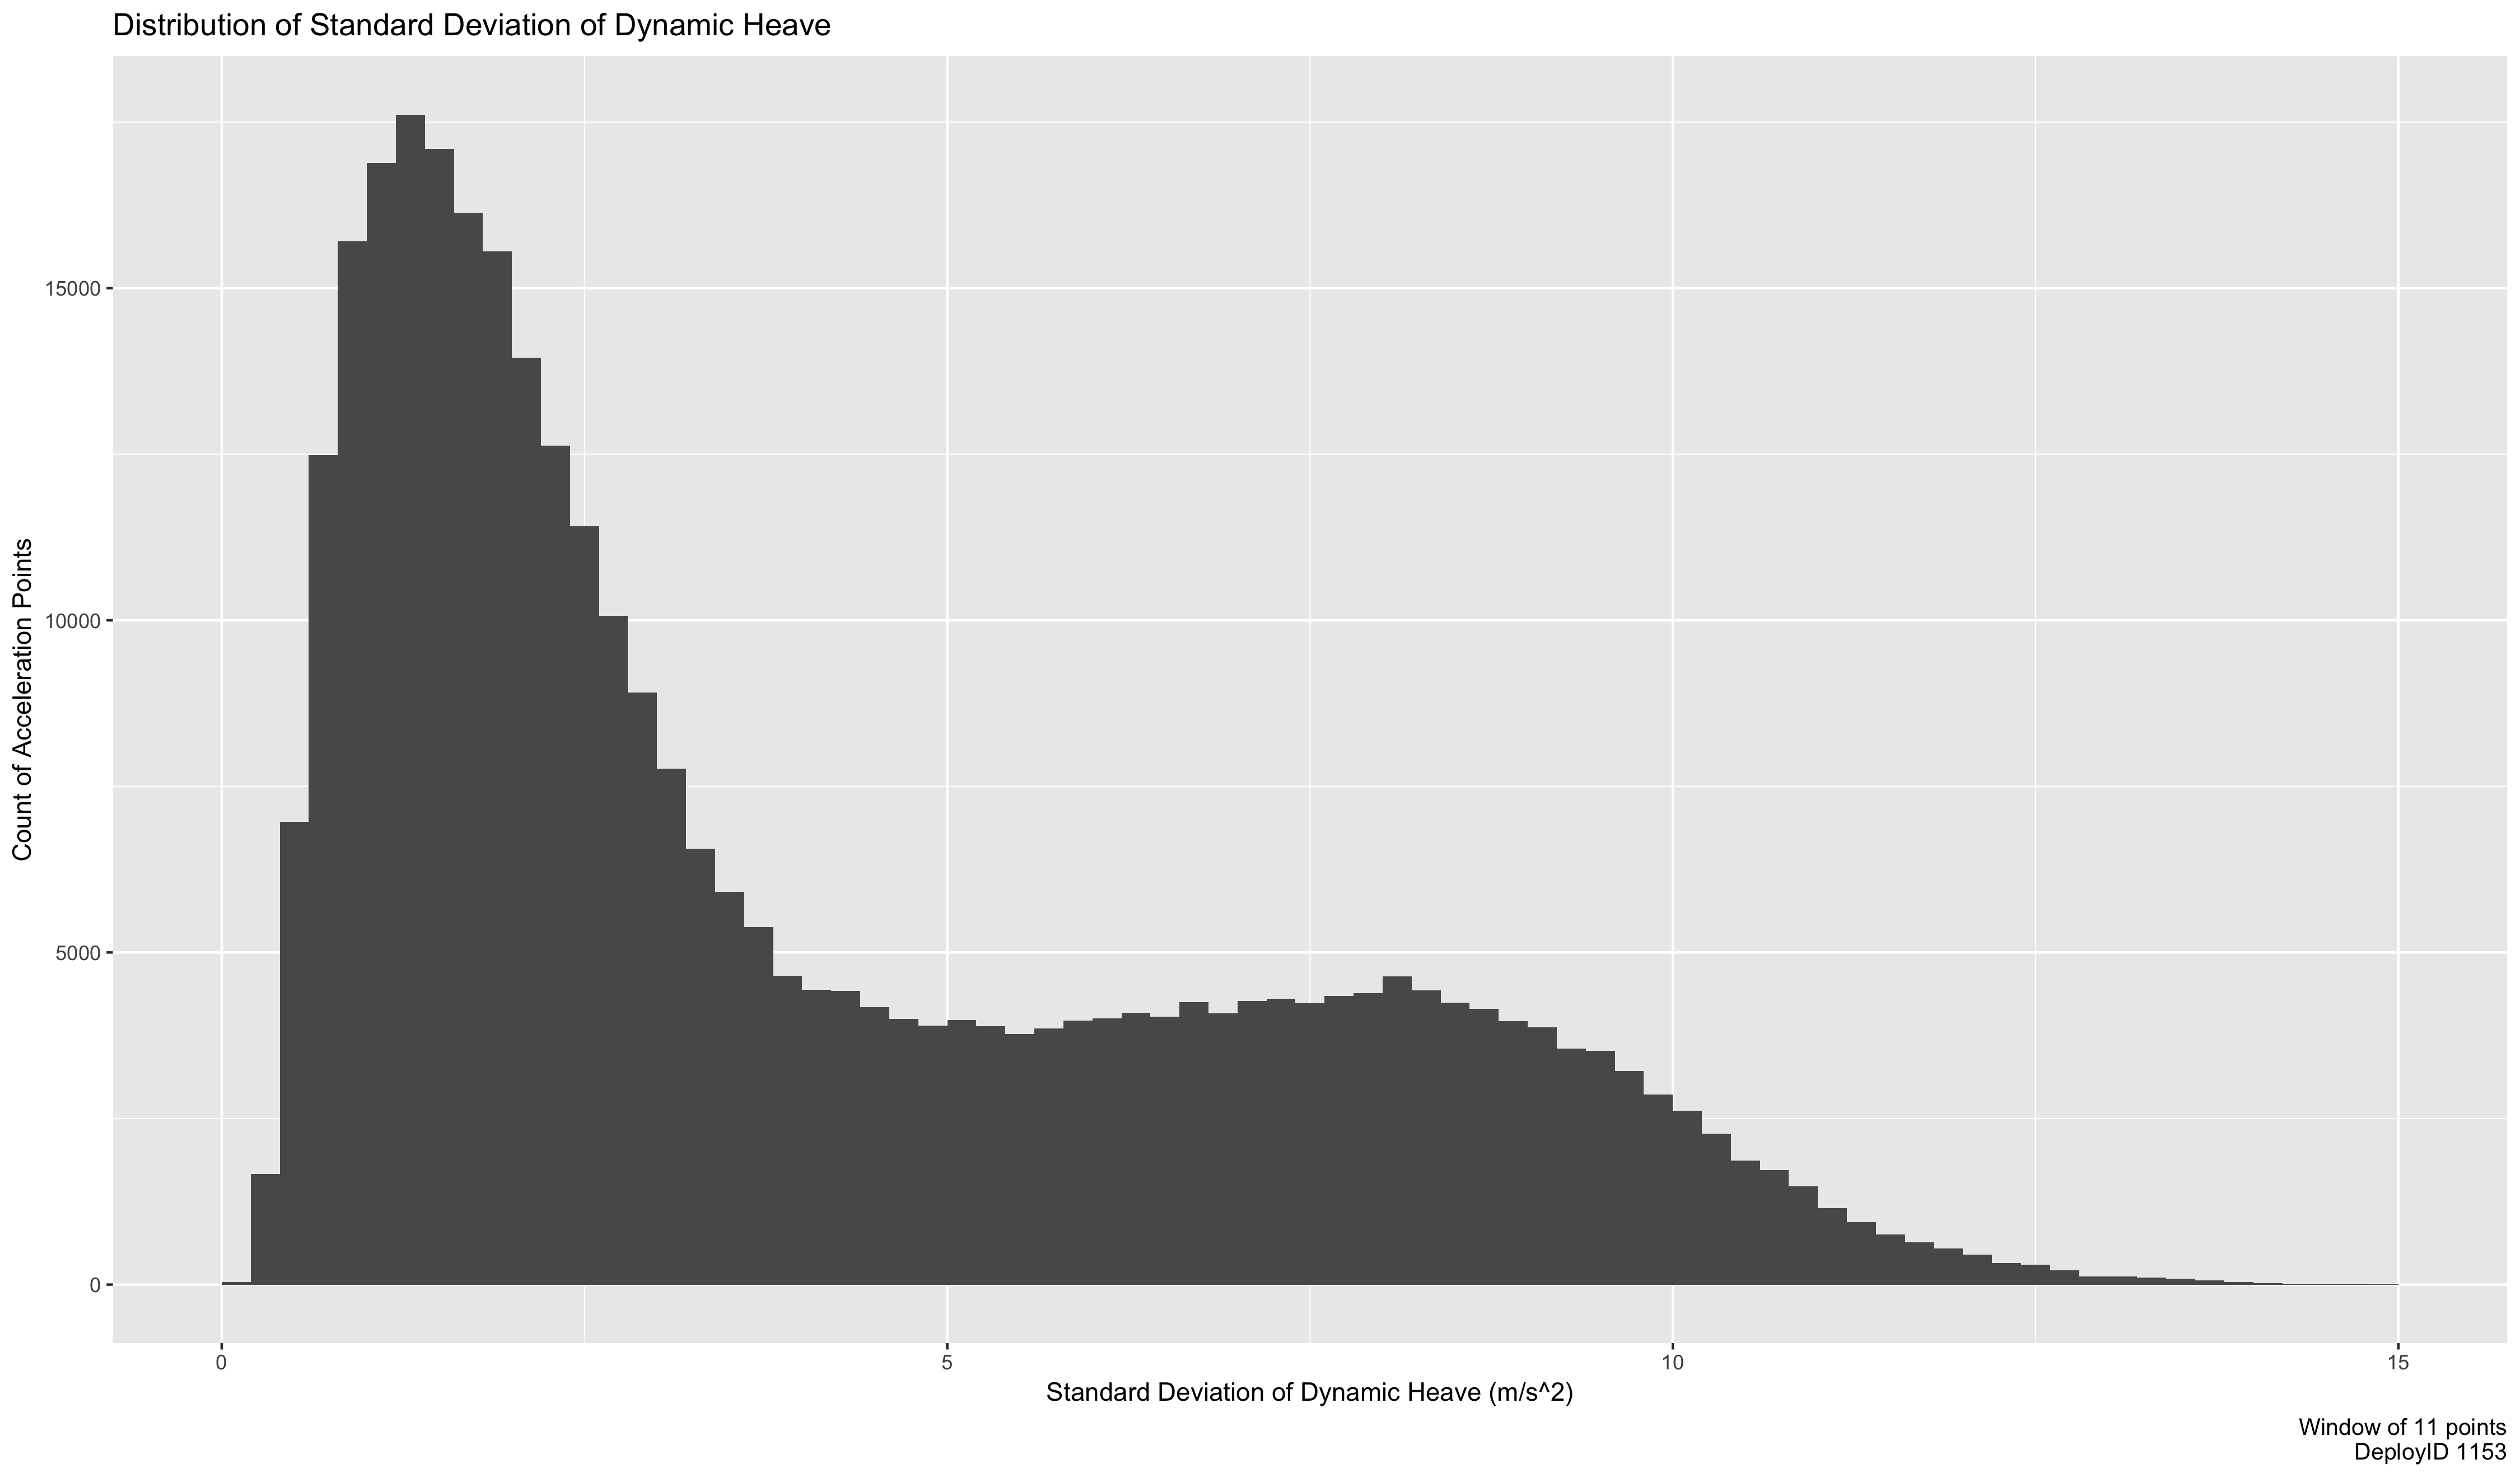 Distribution of Standard Deviation of Dynamic Heave
Count of Acceleration Points
15000
10000
5000
0
0
5
10
15
Standard Deviation of Dynamic Heave (m/s^2)
Window of 11 points
DeployID 1153